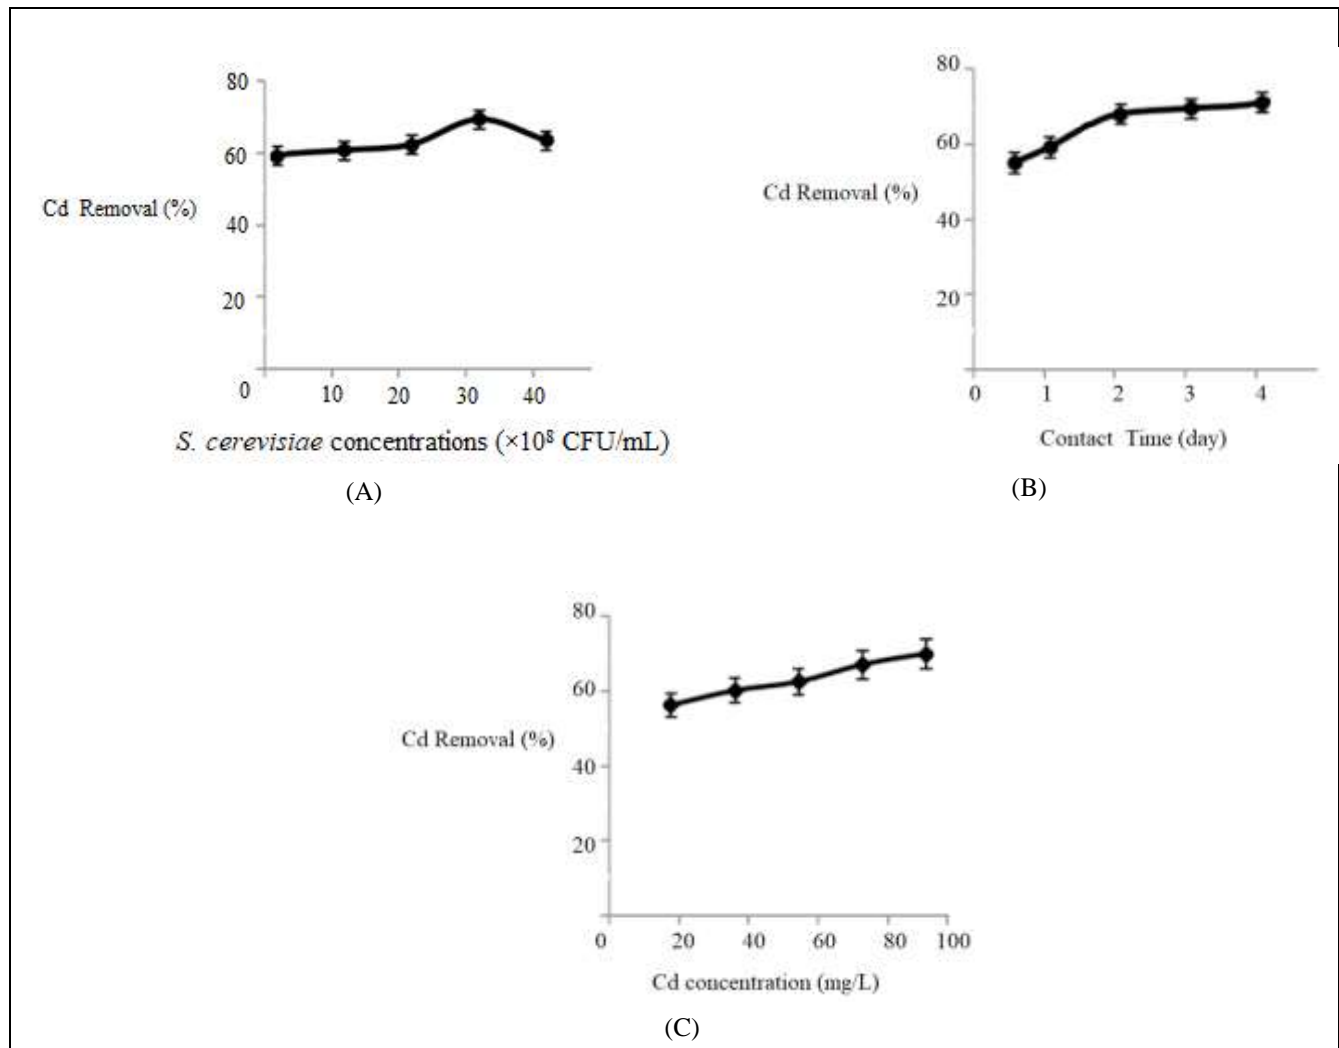 80
60
Cd Removal (%)
40
20
0 10 20 30 40
S. cerevisiae concentrations (×10⁸ CFU/mL)
(A)
80
60
Cd Removal (%)
40
20
0 1 2 3 4
Contact Time (day)
(B)
80
60
Cd Removal (%)
40
20
0 20 40 60 80 100
Cd concentration (mg/L)
(C)